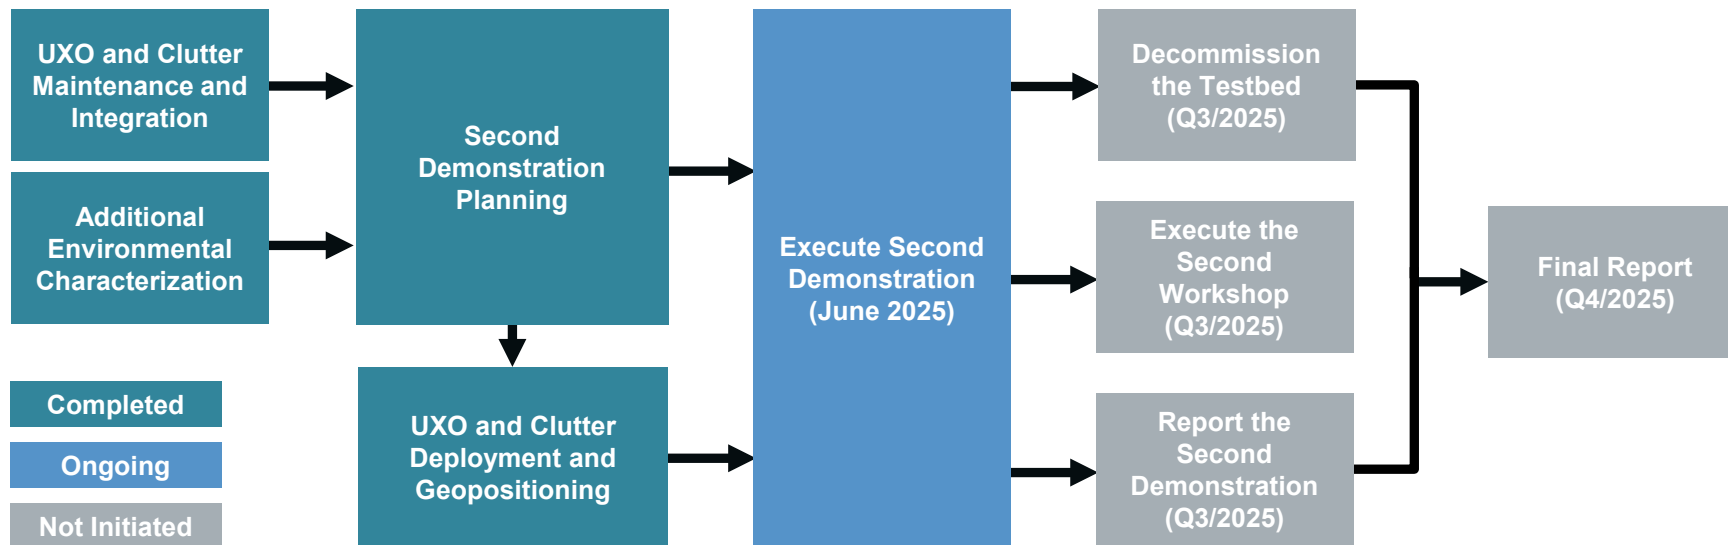 UXO and Clutter
Maintenance and
Integration
Additional
Environmental
Characterization
Second
Demonstration
Planning
UXO and Clutter
Deployment and
Geopositioning
Execute Second
Demonstration
(June 2025)
Decommission
the Testbed
(Q3/2025)
Execute the
Second
Workshop
(Q3/2025)
Report the
Second
Demonstration
(Q3/2025)
Final Report
(Q4/2025)
Completed
Ongoing
Not Initiated